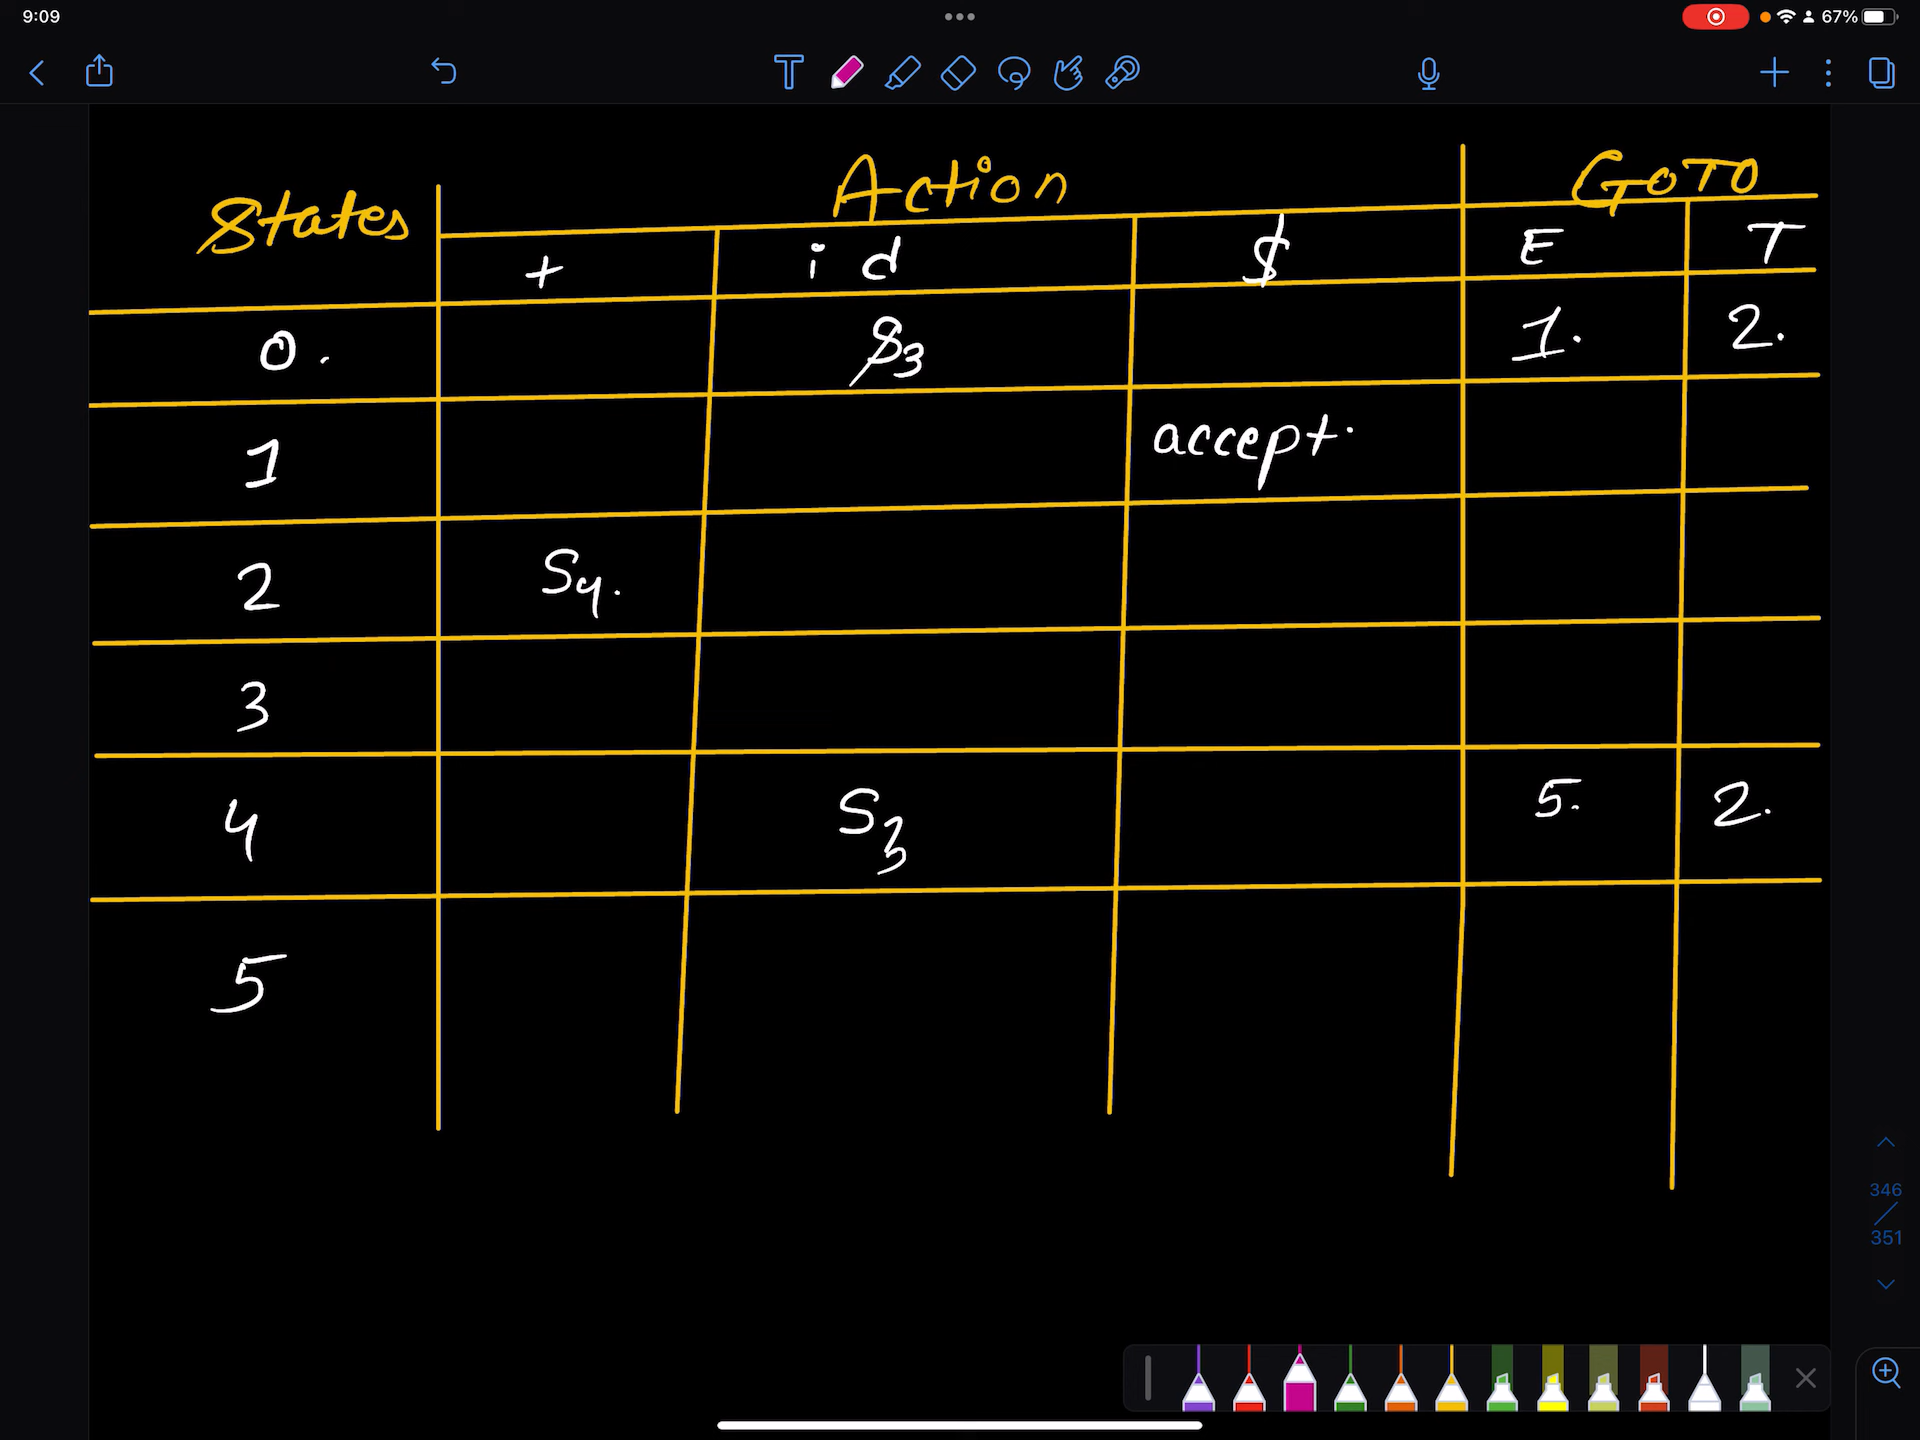 9:09
67%
States Action GOTO
+ id $ E T
0. S3 1. 2.
1 accept.
2 S4.
3
4 S3 5. 2.
5
346
351